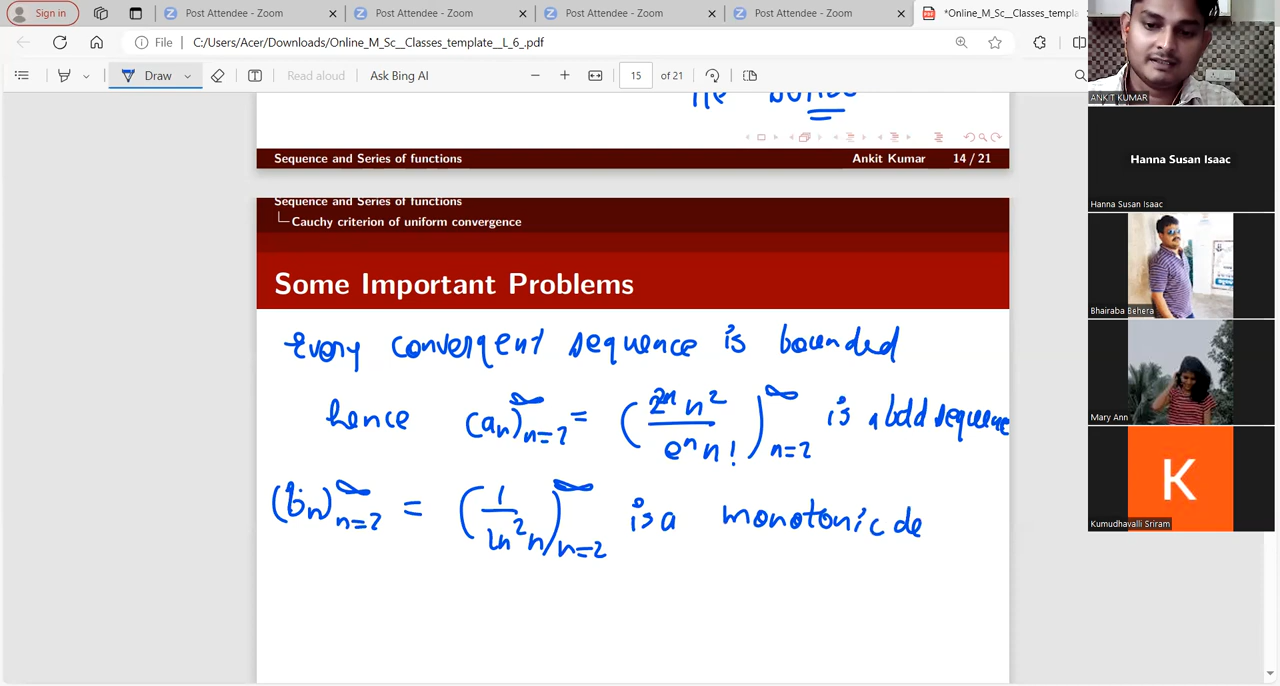 Sign in
Post Attendee - Zoom
Post Attendee - Zoom
Post Attendee - Zoom
Post Attendee - Zoom
*Online_M_Sc__Classes_templa
File C:/Users/Acer/Downloads/Online_M_Sc__Classes_template__L_6_.pdf
Draw Read aloud Ask Bing AI 15 of 21
Sequence and Series of functions Ankit Kumar 14 / 21
Sequence and Series of functions
Cauchy criterion of uniform convergence
Some Important Problems
Every convergent sequence is bounded
hence (aₙ)ₙ₌₂^∞ = (2ⁿ n² / eⁿ n!)ₙ₌₂^∞ is a bdd sequence
(bₙ)ₙ₌₂^∞ = (1 / ln² n)ₙ₌₂^∞ is a monotonic de
ANKIT KUMAR
Hanna Susan Isaac
Hanna Susan Isaac
Bhairaba Behera
Mary Ann
K
Kumudhavalli Sriram